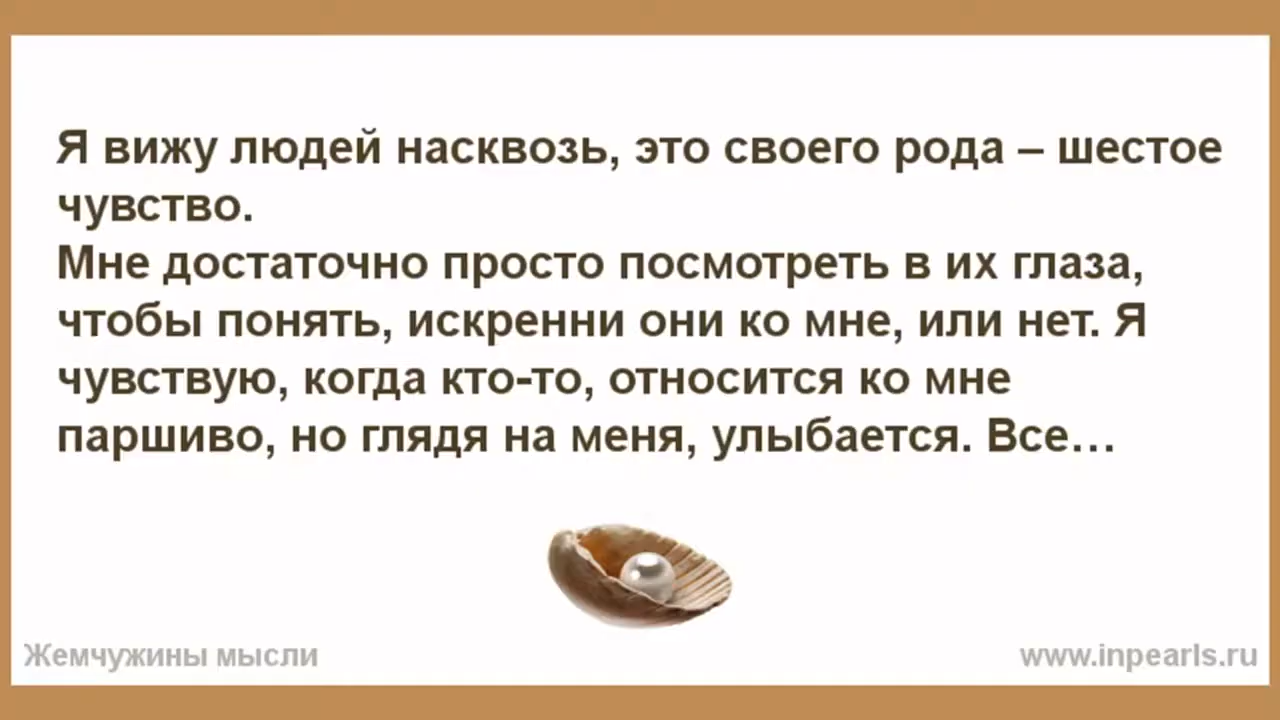 Я вижу людей насквозь, это своего рода – шестое
чувство.
Мне достаточно просто посмотреть в их глаза,
чтобы понять, искренни они ко мне, или нет. Я
чувствую, когда кто-то, относится ко мне
паршиво, но глядя на меня, улыбается. Все…
Жемчужины мысли
www.inpearls.ru